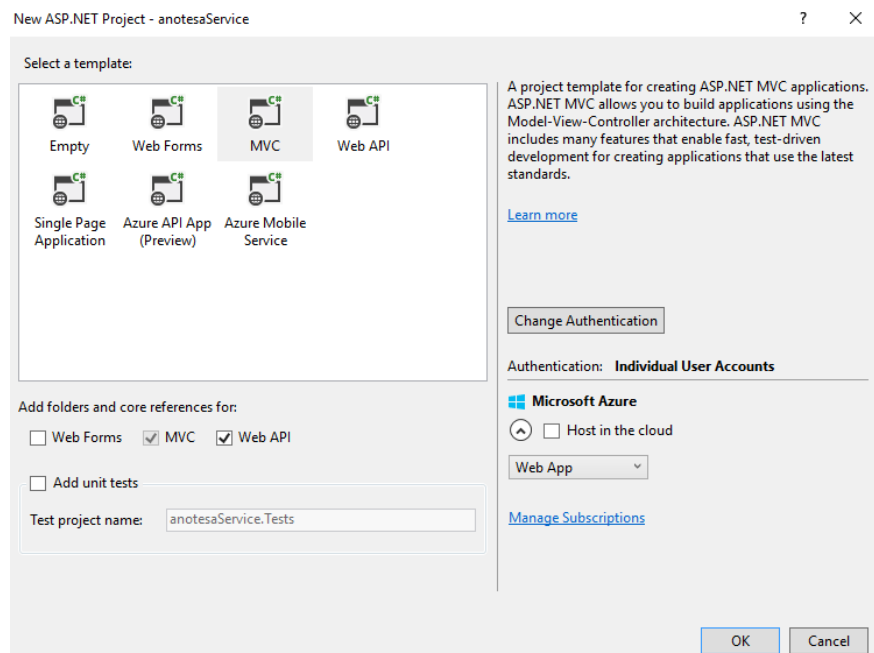 New ASP.NET Project - anotesaService
?
Select a template:
C# C# C# C#
Empty Web Forms MVC Web API
C# C# C#
Single Page Azure API App Azure Mobile
Application (Preview) Service
A project template for creating ASP.NET MVC applications.
ASP.NET MVC allows you to build applications using the
Model-View-Controller architecture. ASP.NET MVC
includes many features that enable fast, test-driven
development for creating applications that use the latest
standards.
Learn more
Change Authentication
Authentication: Individual User Accounts
Microsoft Azure
Host in the cloud
Web App
Manage Subscriptions
Add folders and core references for:
Web Forms MVC Web API
Add unit tests
Test project name: anotesaService.Tests
OK Cancel